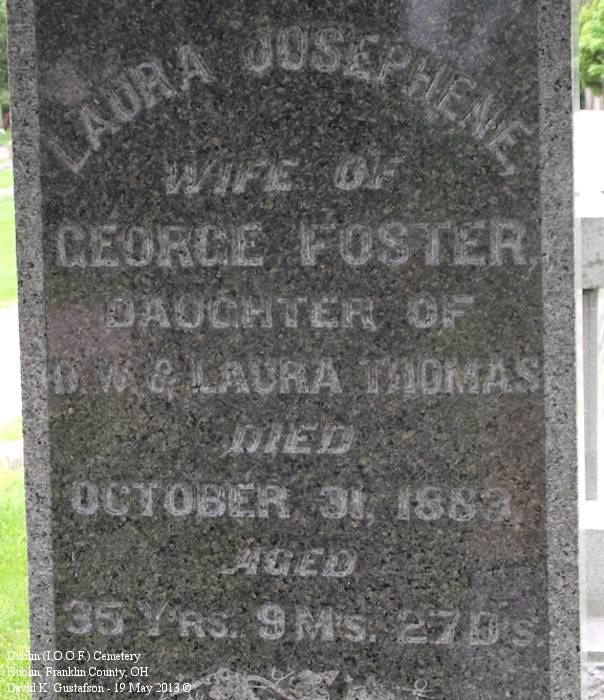 LAURA JOSEPHENE,
WIFE OF
GEORGE FOSTER,
DAUGHTER OF
D. W. & LAURA THOMAS
DIED
OCTOBER 31, 1883,
AGED
35 Y'RS. 9 M'S. 27 D'S.
Dublin (I.O.O.F.) Cemetery
Dublin, Franklin County, OH
David K. Gustafson - 19 May 2013 ©